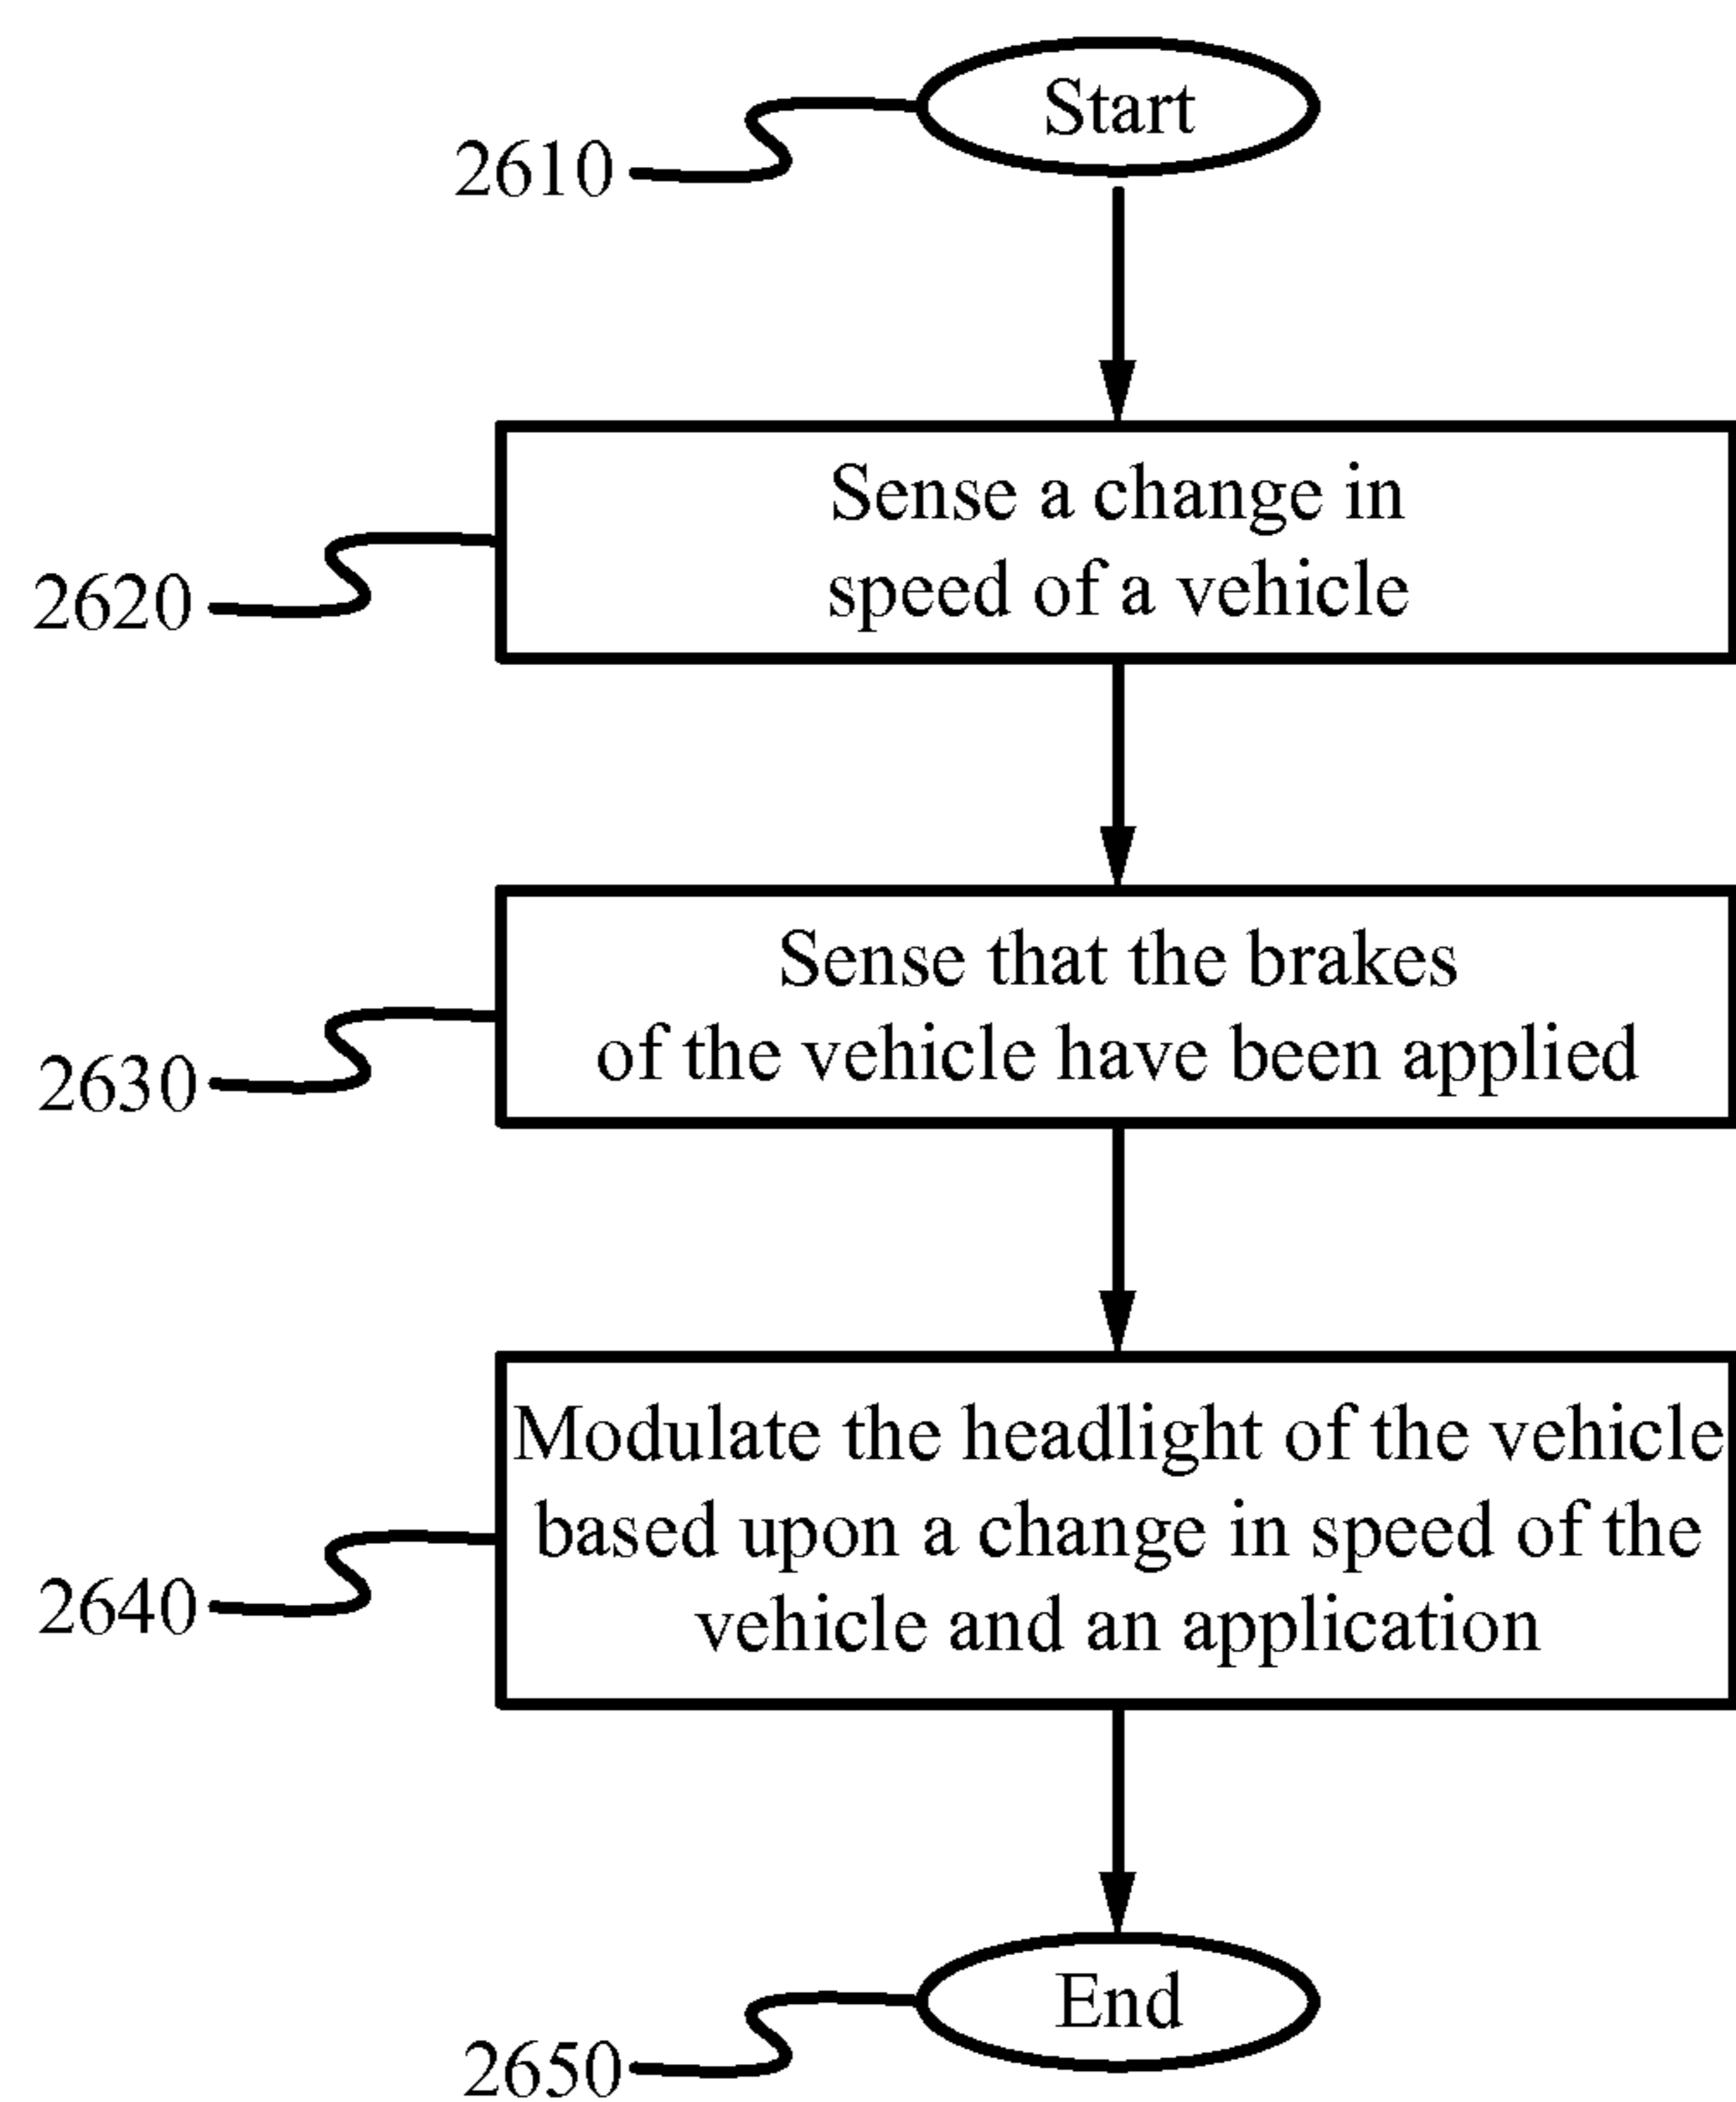 Start
2610
Sense a change in
speed of a vehicle
2620
Sense that the brakes
of the vehicle have been applied
2630
Modulate the headlight of the vehicle
based upon a change in speed of the
vehicle and an application
2640
End
2650